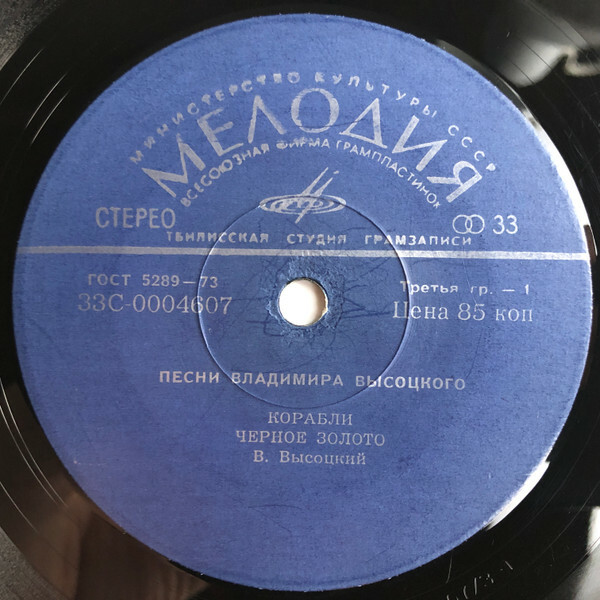 МИНИСТЕРСТВО КУЛЬТУРЫ СССР
МЕЛОДИЯ
ВСЕСОЮЗНАЯ ФИРМА ГРАМПЛАСТИНОК
СТЕРЕО
33
ТБИЛИССКАЯ СТУДИЯ ГРАМЗАПИСИ
ГОСТ 5289—73
Третья гр. — 1
33С-0004607
Цена 85 коп
ПЕСНИ ВЛАДИМИРА ВЫСОЦКОГО
КОРАБЛИ
ЧЕРНОЕ ЗОЛОТО
В. Высоцкий